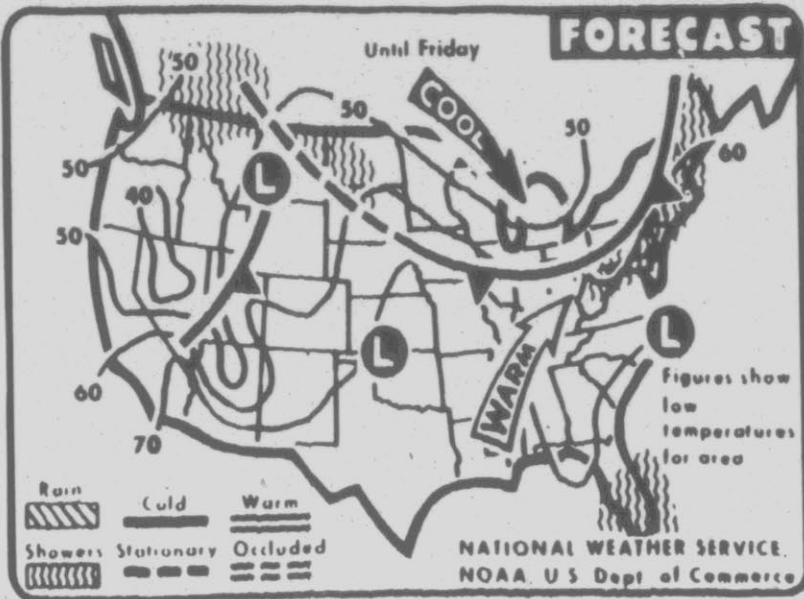 FORECAST
Until Friday
COOL
50
50
50
60
50
40
50
L
L
L
WARM
60
70
Figures show
low
temperatures
for area
Rain
Cold
Warm
Showers
Stationary
Occluded
NATIONAL WEATHER SERVICE,
NOAA U S Dept of Commerce